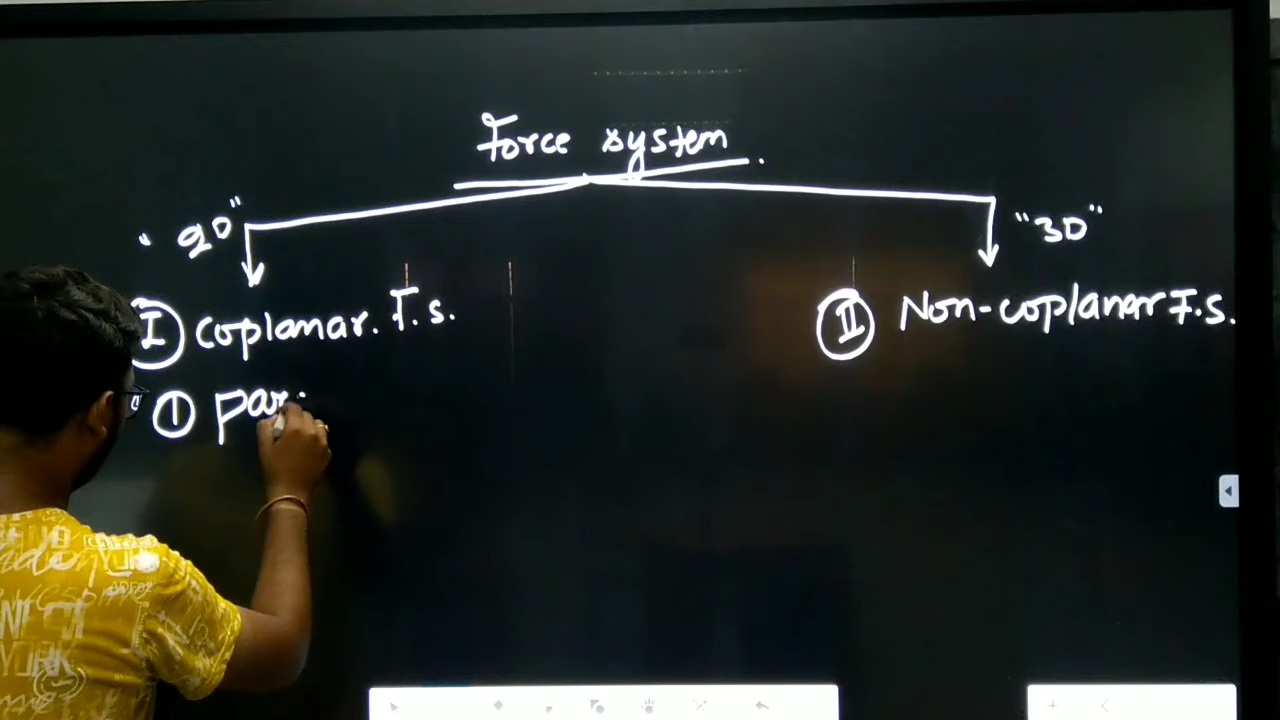 Force system.
"2D"
"3D"
I Coplanar. F.s.
II Non-coplanar F.s.
1 par